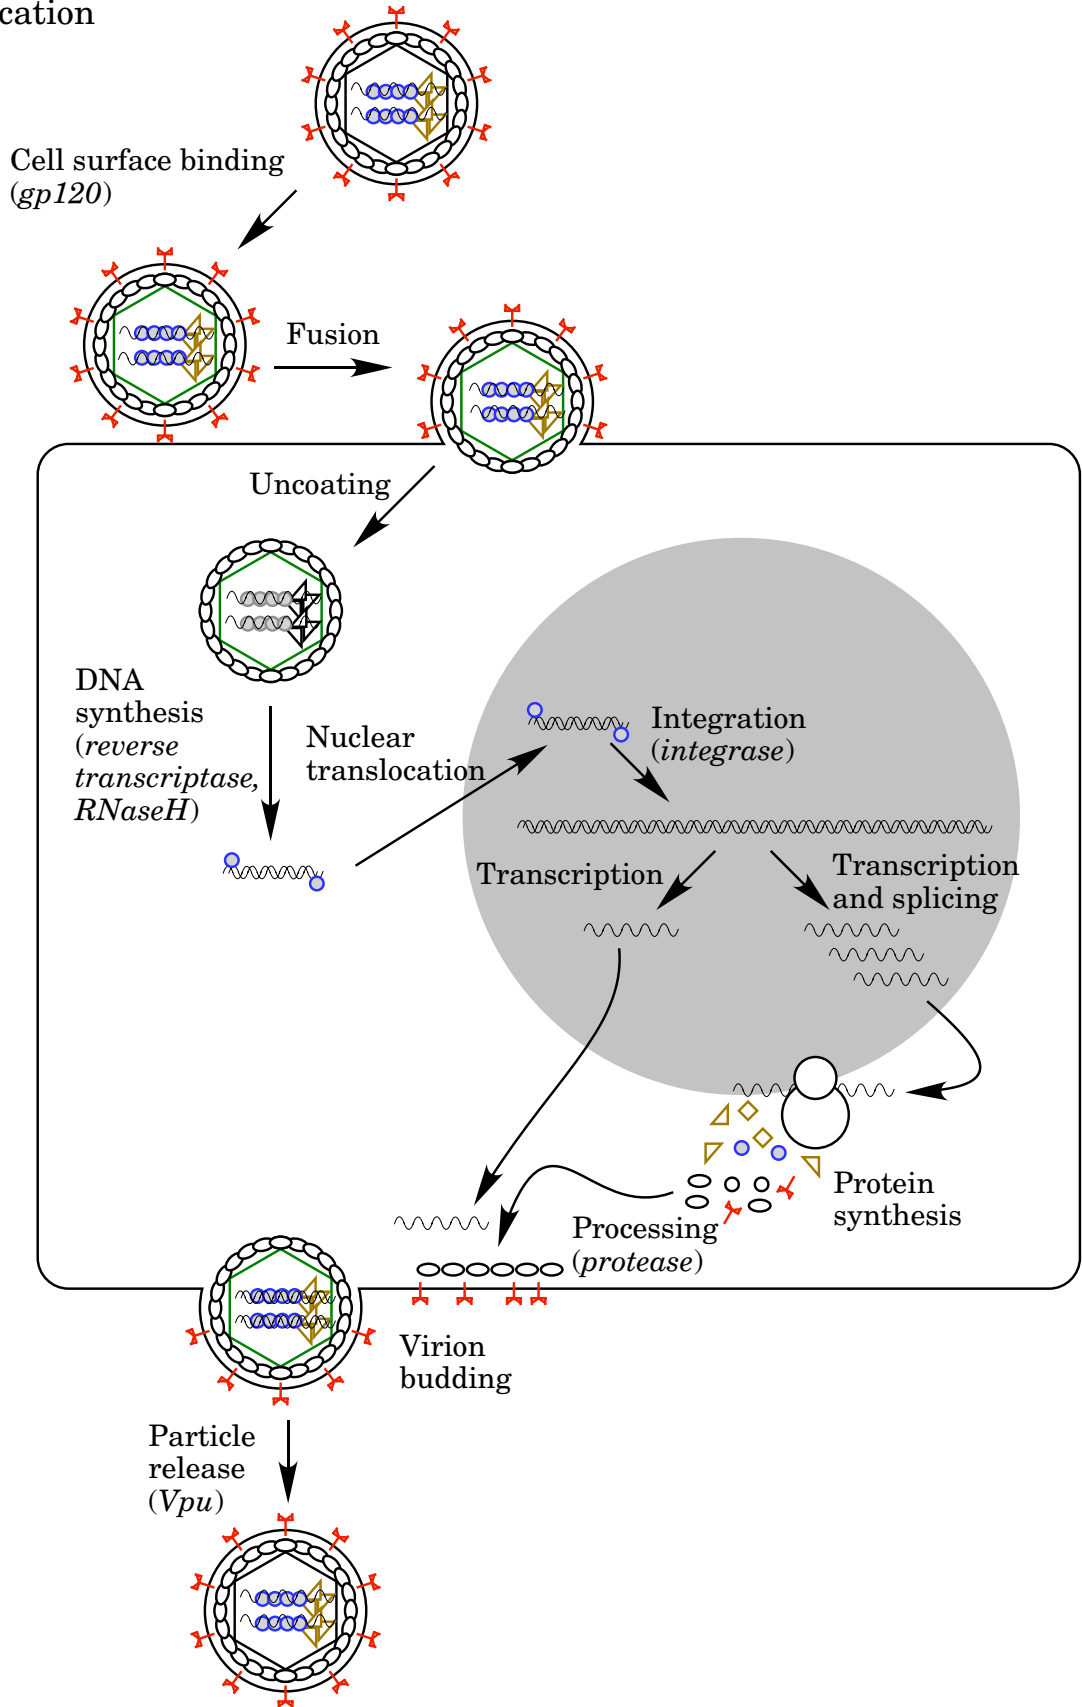 cation
Cell surface binding
(gp120)
Fusion
Uncoating
DNA
synthesis
(reverse
transcriptase,
RNaseH)
Nuclear
translocation
Integration
(integrase)
Transcription
Transcription
and splicing
Protein
synthesis
Processing
(protease)
Virion
budding
Particle
release
(Vpu)